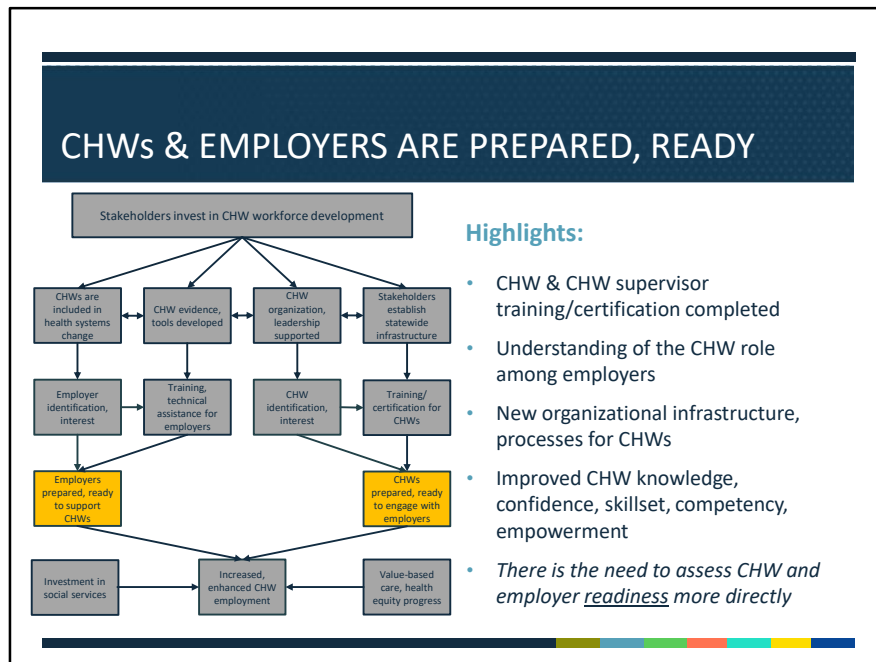 CHWs & EMPLOYERS ARE PREPARED, READY
Stakeholders invest in CHW workforce development
CHWs are
included in
health systems
change
CHW evidence,
tools developed
CHW
organization,
leadership
supported
Stakeholders
establish
statewide
infrastructure
Employer
identification,
interest
Training,
technical
assistance for
employers
CHW
identification,
interest
Training/
certification for
CHWs
Employers
prepared, ready
to support
CHWs
CHWs
prepared, ready
to engage with
employers
Investment in
social services
Increased,
enhanced CHW
employment
Value-based
care, health
equity progress
Highlights:
• CHW & CHW supervisor
training/certification completed
• Understanding of the CHW role
among employers
• New organizational infrastructure,
processes for CHWs
• Improved CHW knowledge,
confidence, skillset, competency,
empowerment
• There is the need to assess CHW and
employer readiness more directly